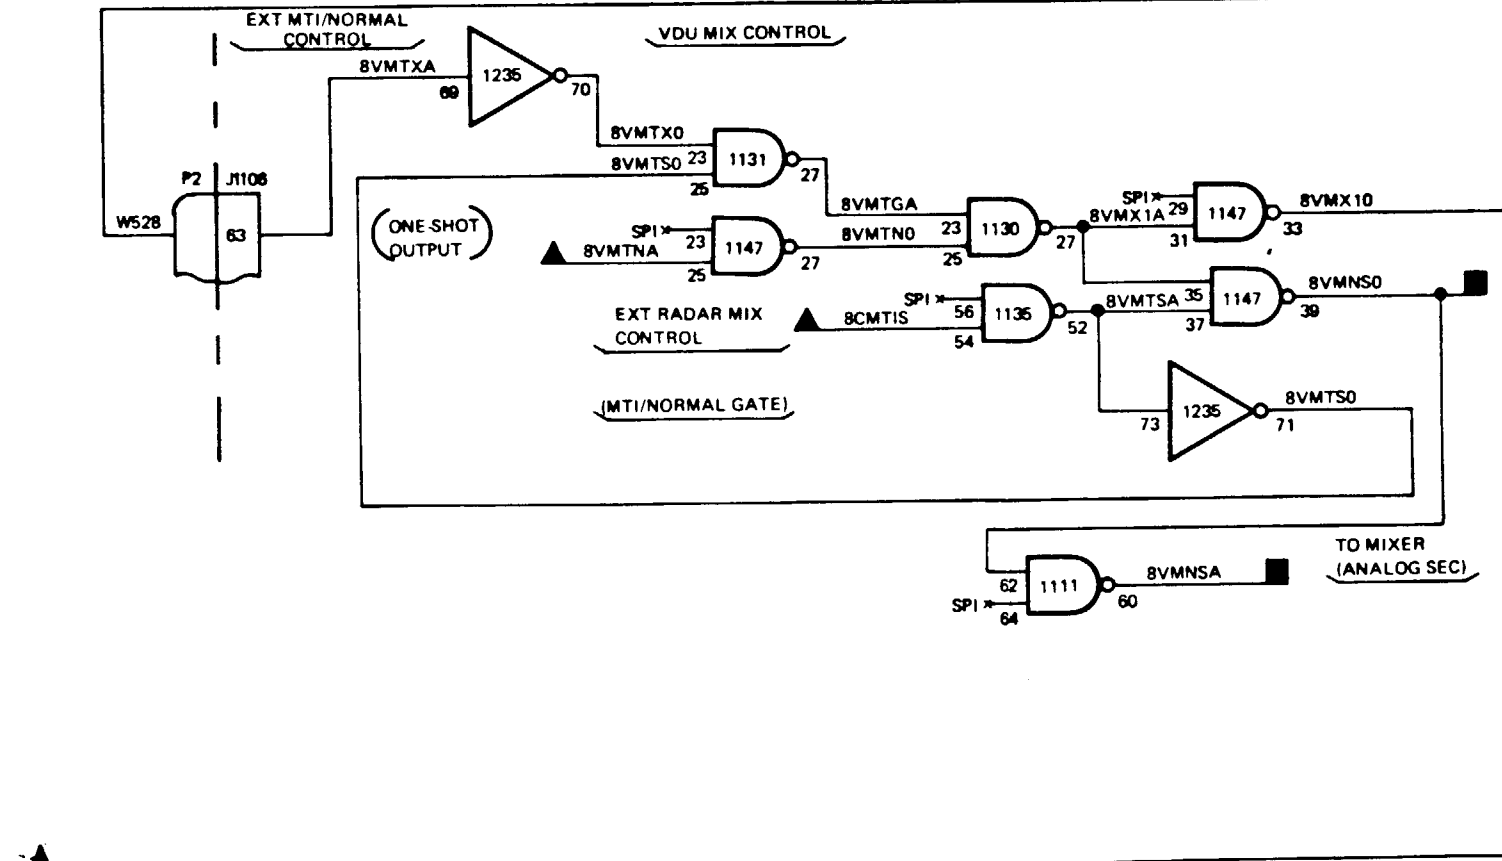 EXT MTI/NORMAL
CONTROL
VDU MIX CONTROL
8VMTXA
69
1235
70
8VMTX0
8VMTS0
23
25
1131
27
P2
J1108
W528
63
(ONE-SHOT
OUTPUT)
SPI
23
8VMTNA
25
1147
27
8VMTGA
8VMTN0
23
25
1130
27
SPI
29
8VMX1A
31
1147
33
8VMX10
EXT RADAR MIX
CONTROL
SPI
56
8CMTIS
54
1135
52
8VMTSA
35
37
1147
39
8VMNS0
(MTI/NORMAL GATE)
73
1235
71
8VMTS0
TO MIXER
(ANALOG SEC)
62
SPI
64
1111
60
8VMNSA